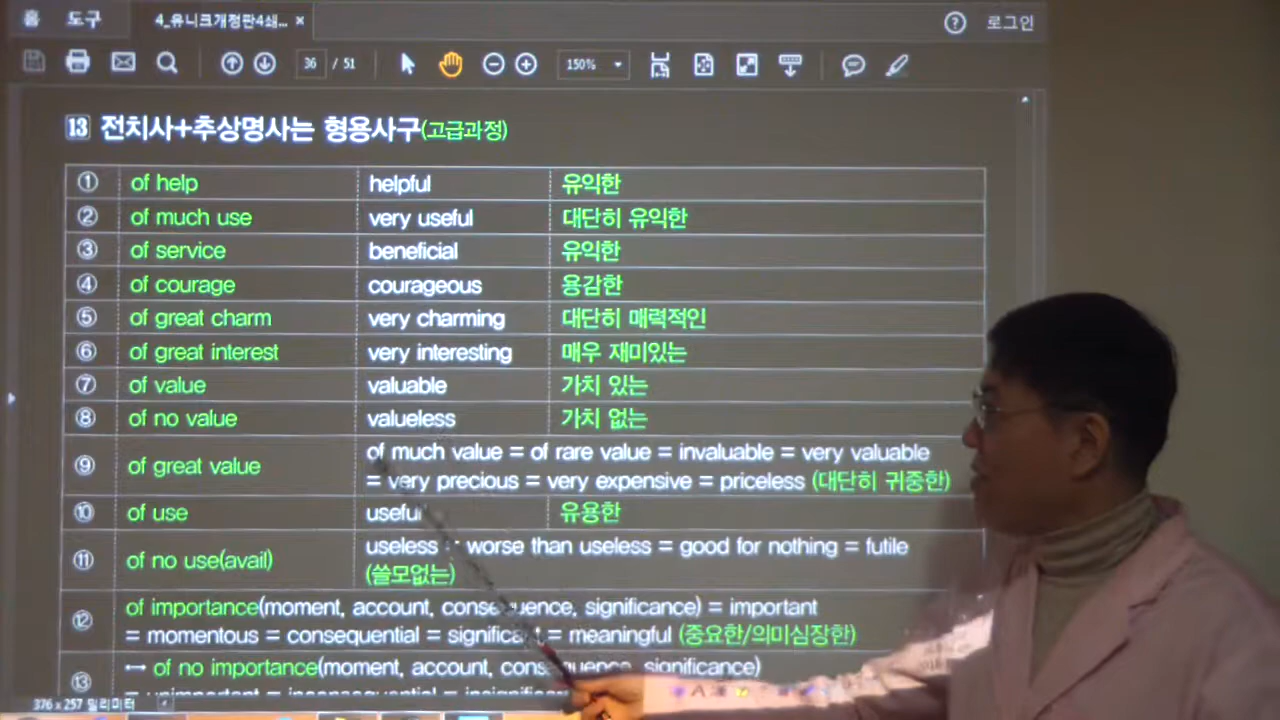 홈 도구 4_유니크개정판4쇄... × ? 로그인
36 / 51 150%
13 전치사+추상명사는 형용사구(고급과정)
① of help helpful 유익한
② of much use very useful 대단히 유익한
③ of service beneficial 유익한
④ of courage courageous 용감한
⑤ of great charm very charming 대단히 매력적인
⑥ of great interest very interesting 매우 재미있는
⑦ of value valuable 가치 있는
⑧ of no value valueless 가치 없는
⑨ of great value of much value = of rare value = invaluable = very valuable
= very precious = very expensive = priceless (대단히 귀중한)
⑩ of use useful 유용한
⑪ of no use(avail) useless = worse than useless = good for nothing = futile
(쓸모없는)
⑫ of importance(moment, account, consequence, significance) = important
= momentous = consequential = significant = meaningful (중요한/의미심장한)
⑬ ↔ of no importance(moment, account, consequence, significance)
= unimportant = inconsequential =
376 x 257 밀리미터